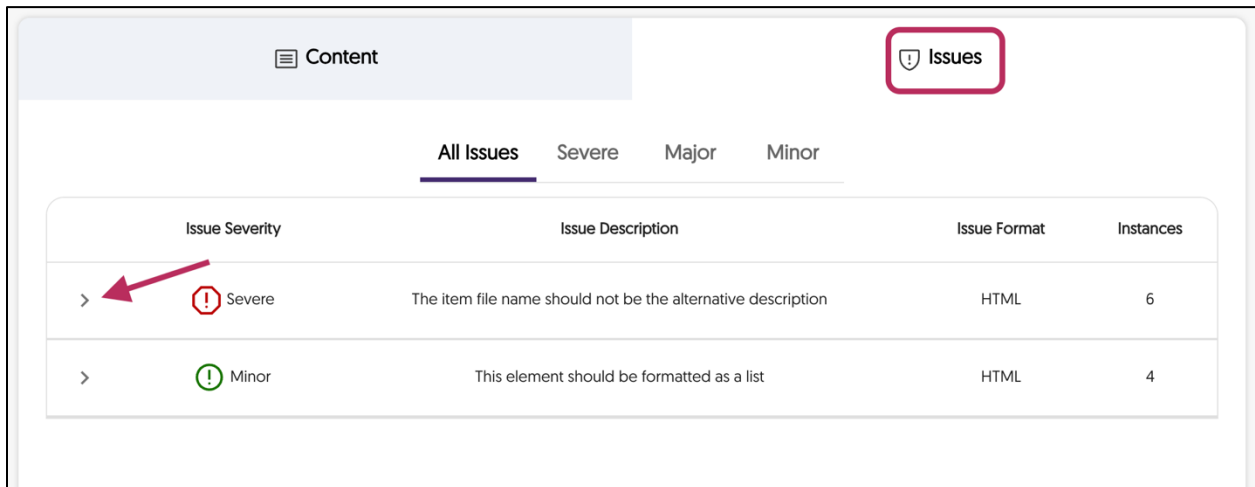 Content Issues
All Issues Severe Major Minor
Issue Severity Issue Description Issue Format Instances
Severe The item file name should not be the alternative description HTML 6
Minor This element should be formatted as a list HTML 4